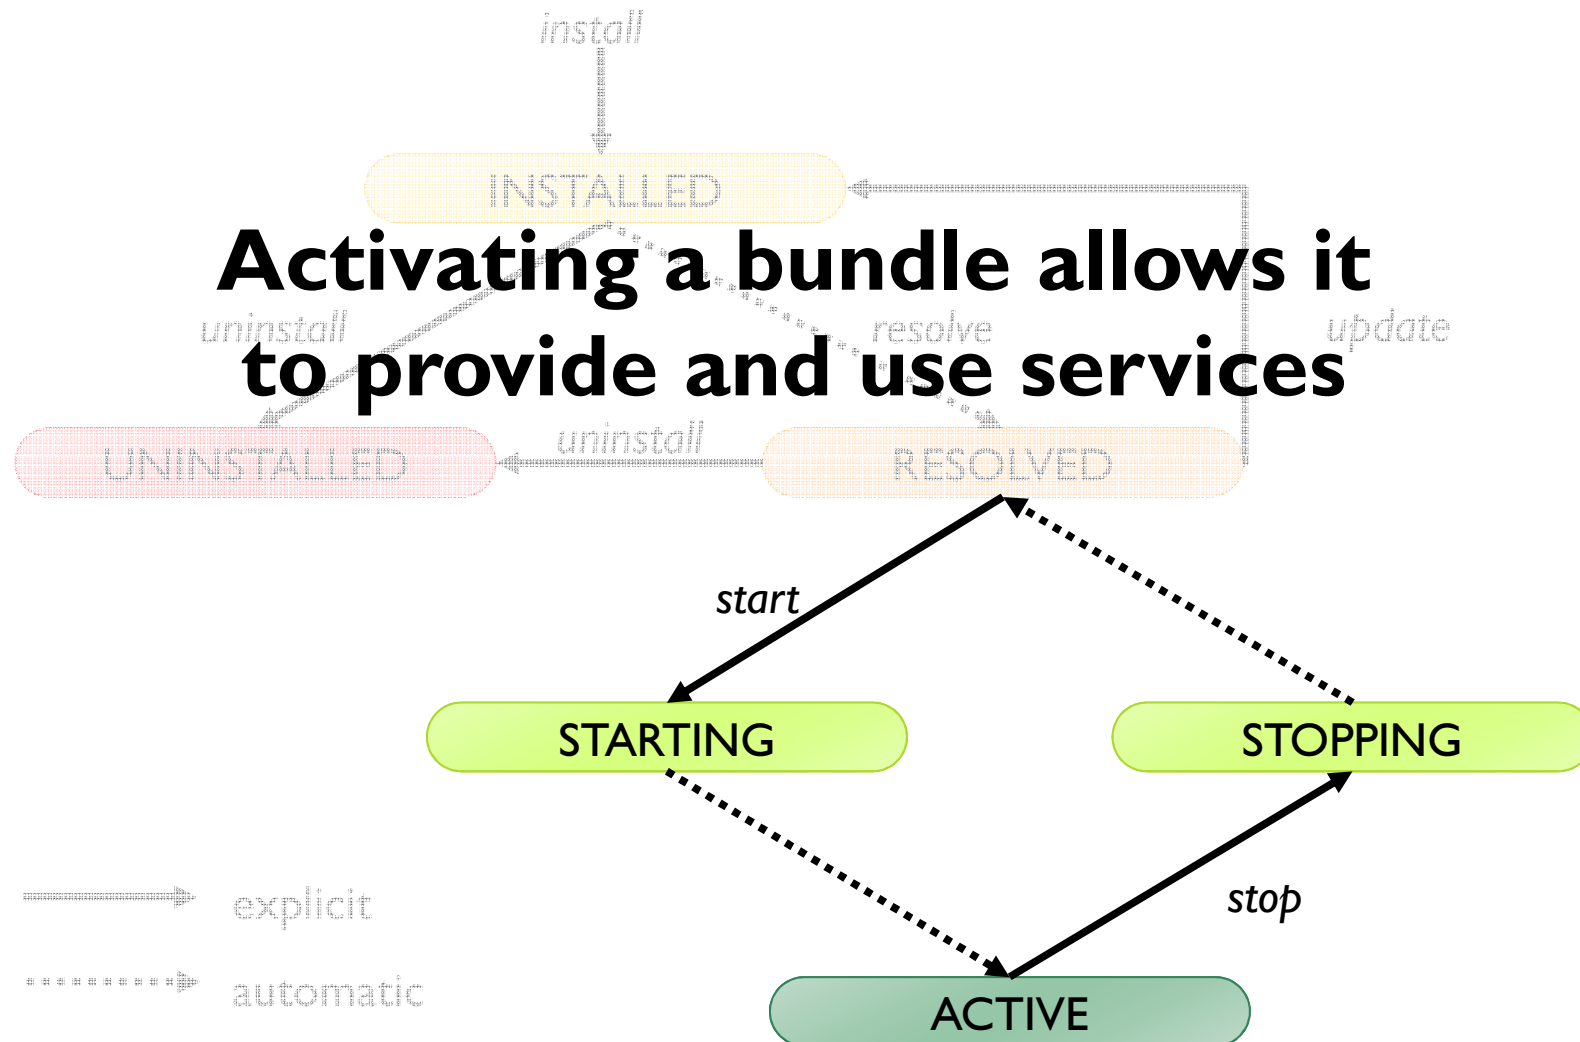 install
INSTALLED
Activating a bundle allows it
uninstall
resolve
update
to provide and use services
uninstall
UNINSTALLED
RESOLVED
start
STARTING
STOPPING
explicit
stop
automatic
ACTIVE